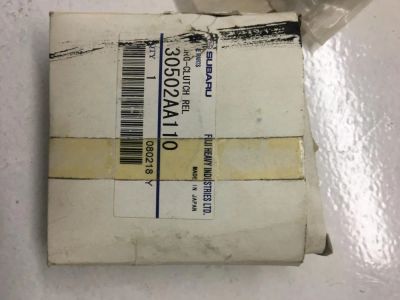 SUBARU
PARTS
BRG-CLUTCH REL
30502AA110
QTY 1
080218 Y
FUJI HEAVY INDUSTRIES LTD.
MADE IN JAPAN